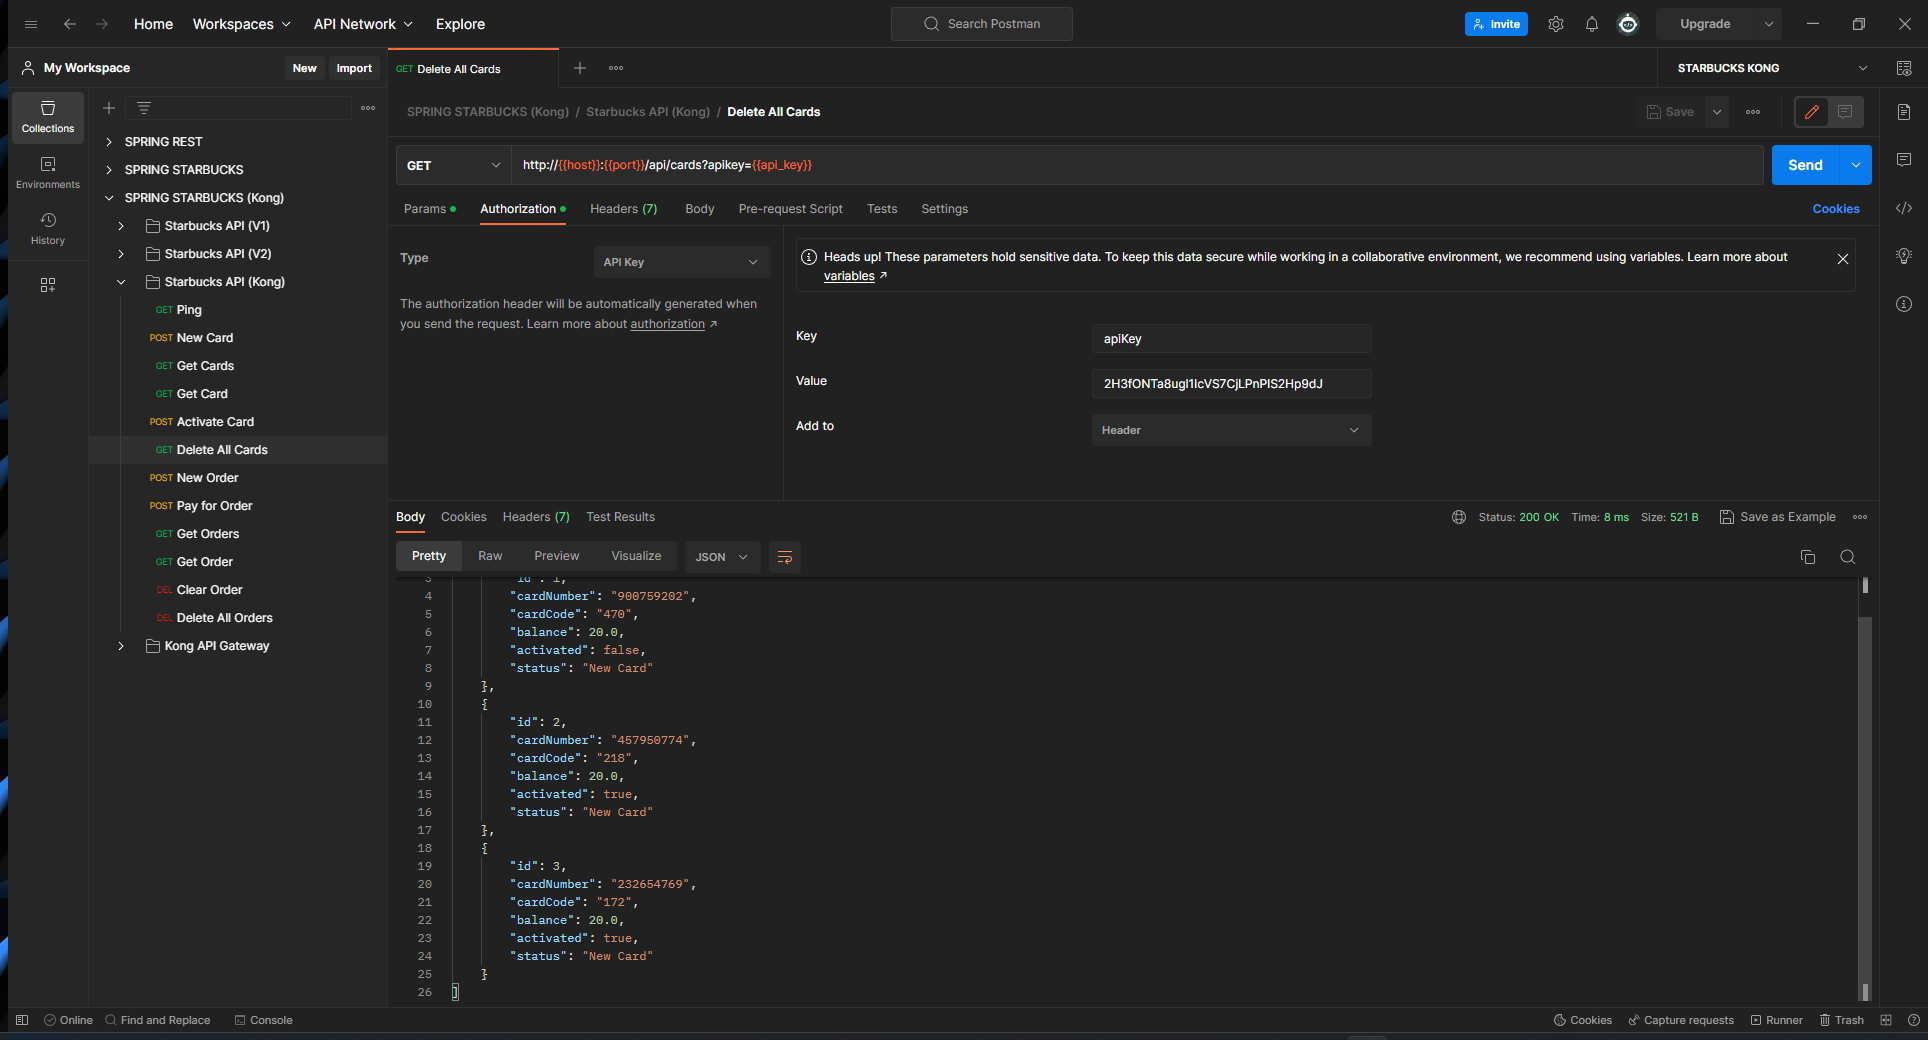 Home Workspaces API Network Explore Search Postman Invite Upgrade
My Workspace New Import GET Delete All Cards STARBUCKS KONG
Collections
Environments
History
SPRING REST
SPRING STARBUCKS
SPRING STARBUCKS (Kong)
Starbucks API (V1)
Starbucks API (V2)
Starbucks API (Kong)
GET Ping
POST New Card
GET Get Cards
GET Get Card
POST Activate Card
GET Delete All Cards
POST New Order
POST Pay for Order
GET Get Orders
GET Get Order
DEL Clear Order
DEL Delete All Orders
Kong API Gateway
SPRING STARBUCKS (Kong) / Starbucks API (Kong) / Delete All Cards Save
GET http://{{host}}:{{port}}/api/cards?apikey={{api_key}} Send
Params Authorization Headers (7) Body Pre-request Script Tests Settings Cookies
Type API Key
The authorization header will be automatically generated when
you send the request. Learn more about authorization ↗
Heads up! These parameters hold sensitive data. To keep this data secure while working in a collaborative environment, we recommend using variables. Learn more about
variables ↗
Key apiKey
Value 2H3fONTa8ugI1IcVS7CjLPnPIS2Hp9dJ
Add to Header
Body Cookies Headers (7) Test Results Status: 200 OK Time: 8 ms Size: 521 B Save as Example
Pretty Raw Preview Visualize JSON
3 "id": 1,
4 "cardNumber": "900759202",
5 "cardCode": "470",
6 "balance": 20.0,
7 "activated": false,
8 "status": "New Card"
9 },
10 {
11 "id": 2,
12 "cardNumber": "457950774",
13 "cardCode": "218",
14 "balance": 20.0,
15 "activated": true,
16 "status": "New Card"
17 },
18 {
19 "id": 3,
20 "cardNumber": "232654769",
21 "cardCode": "172",
22 "balance": 20.0,
23 "activated": true,
24 "status": "New Card"
25 }
26 ]
Online Find and Replace Console Cookies Capture requests Runner Trash